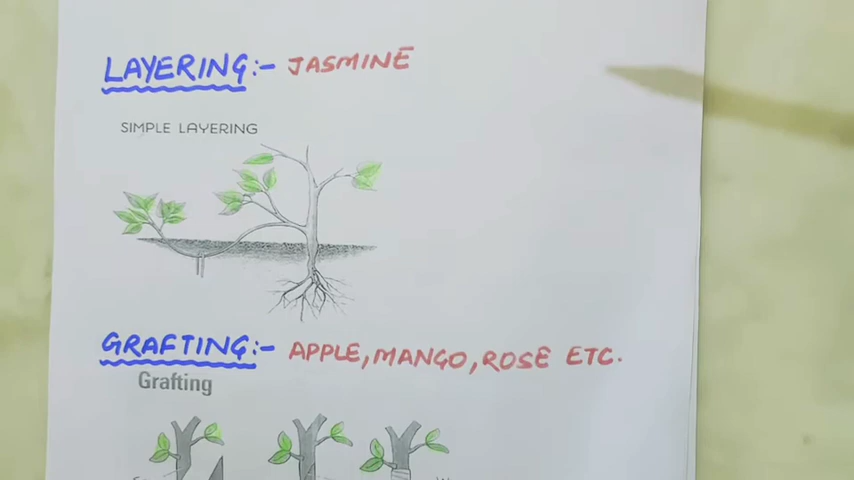 LAYERING:- JASMINE
SIMPLE LAYERING
GRAFTING:- APPLE, MANGO, ROSE ETC.
Grafting